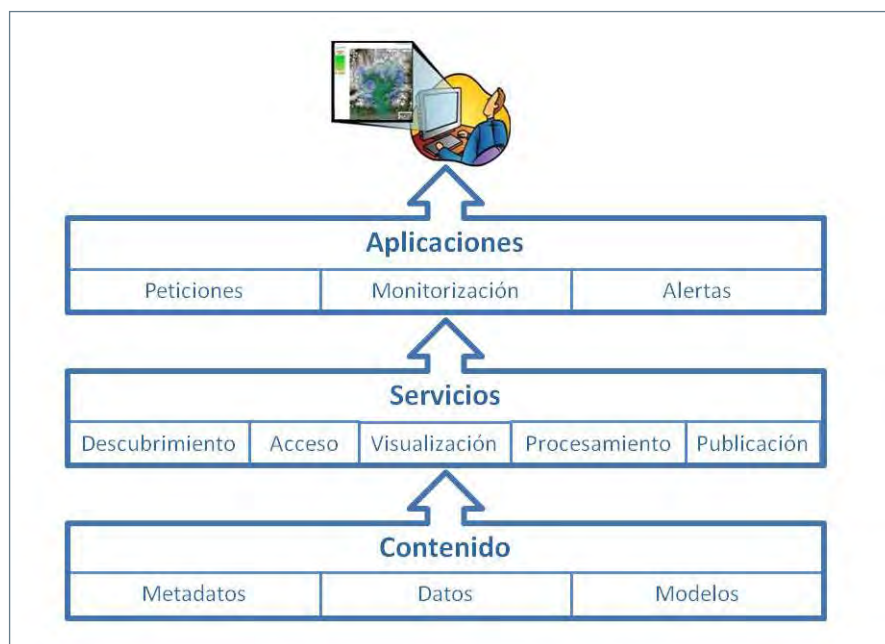 Aplicaciones
Peticiones Monitorización Alertas
Servicios
Descubrimiento Acceso Visualización Procesamiento Publicación
Contenido
Metadatos Datos Modelos